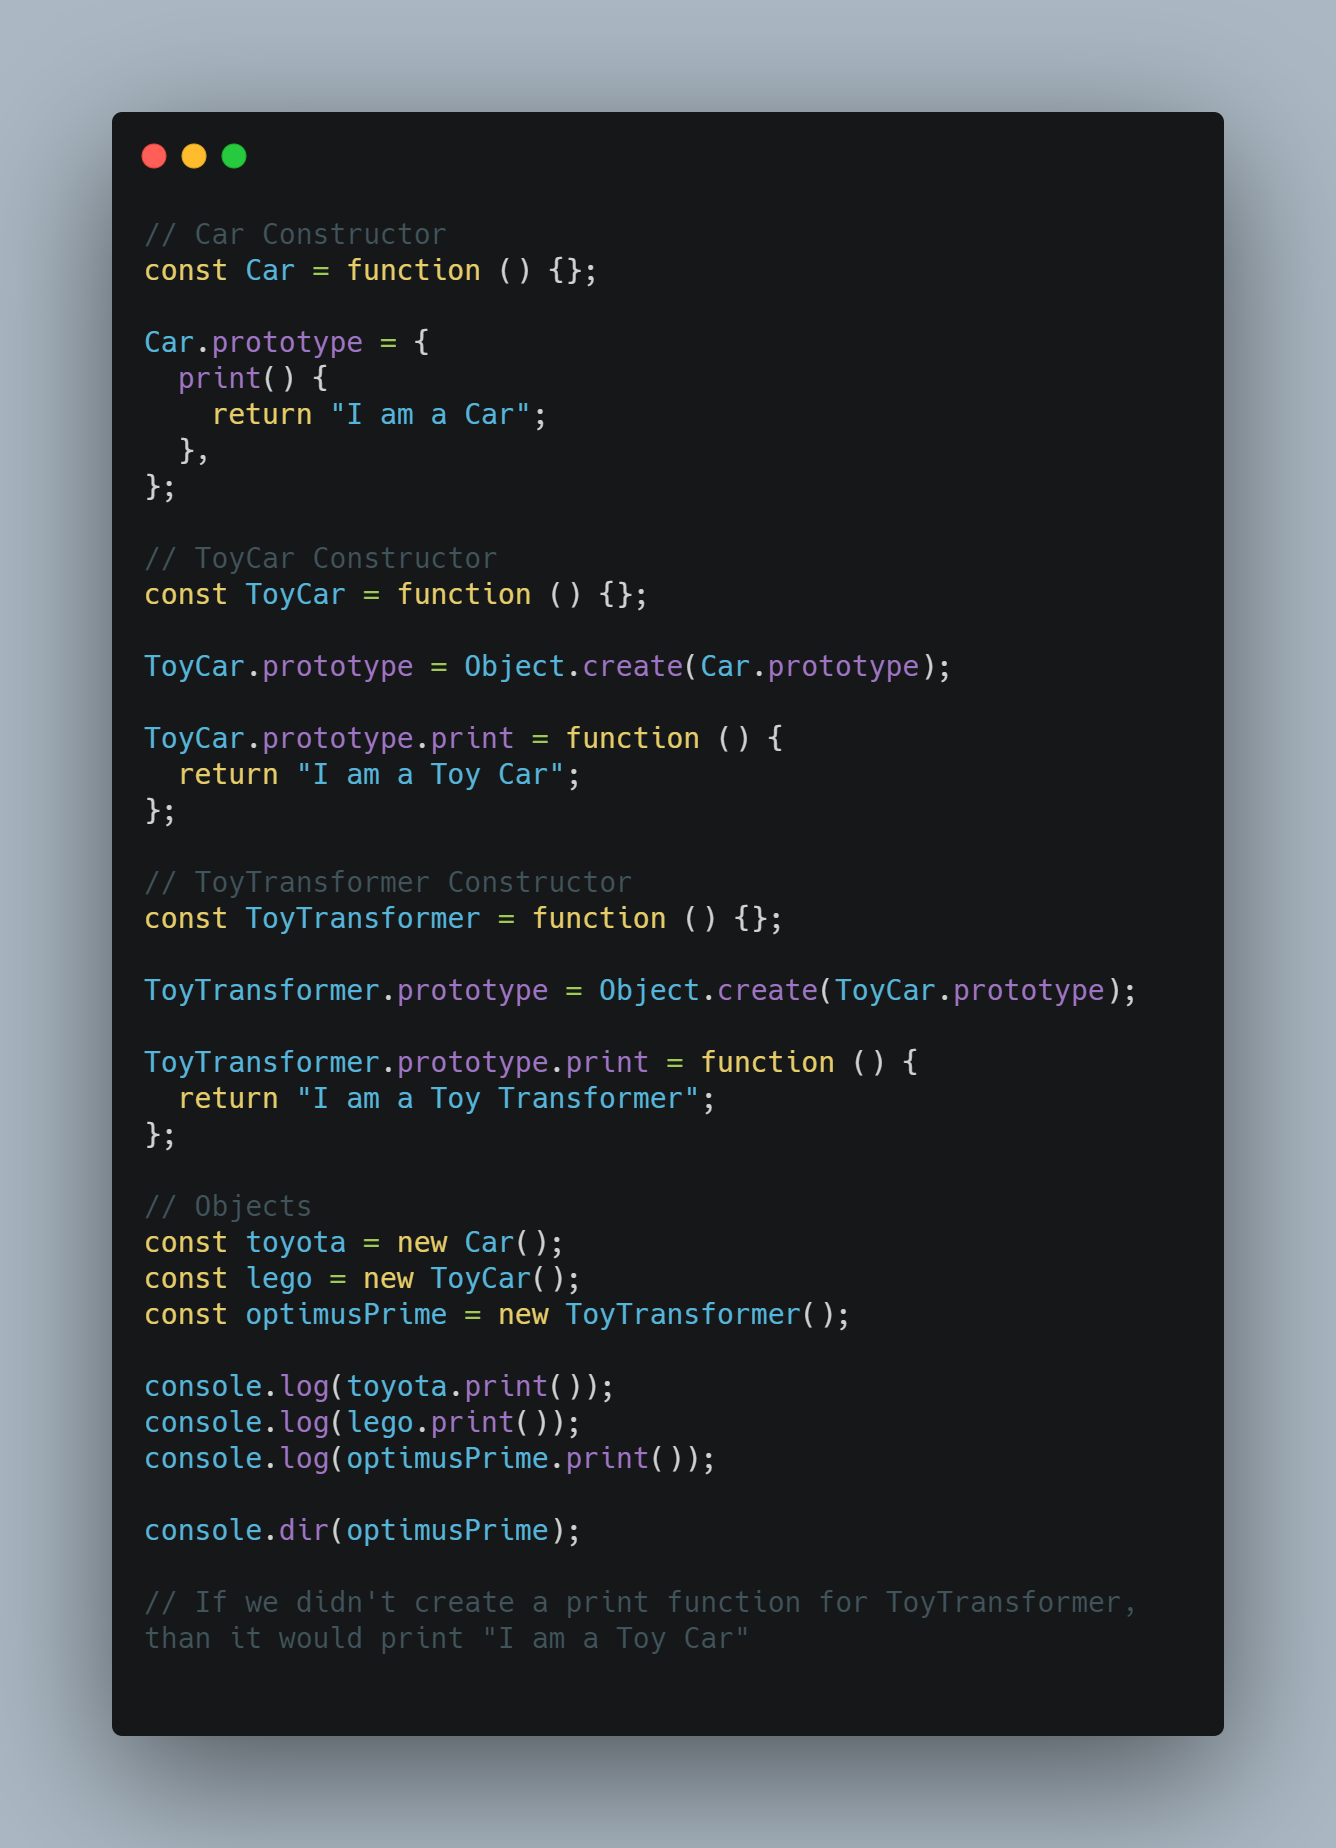 // Car Constructor
const Car = function () {};
Car.prototype = {
  print() {
    return "I am a Car";
  },
};
// ToyCar Constructor
const ToyCar = function () {};
ToyCar.prototype = Object.create(Car.prototype);
ToyCar.prototype.print = function () {
  return "I am a Toy Car";
};
// ToyTransformer Constructor
const ToyTransformer = function () {};
ToyTransformer.prototype = Object.create(ToyCar.prototype);
ToyTransformer.prototype.print = function () {
  return "I am a Toy Transformer";
};
// Objects
const toyota = new Car();
const lego = new ToyCar();
const optimusPrime = new ToyTransformer();
console.log(toyota.print());
console.log(lego.print());
console.log(optimusPrime.print());
console.dir(optimusPrime);
// If we didn't create a print function for ToyTransformer,
than it would print "I am a Toy Car"